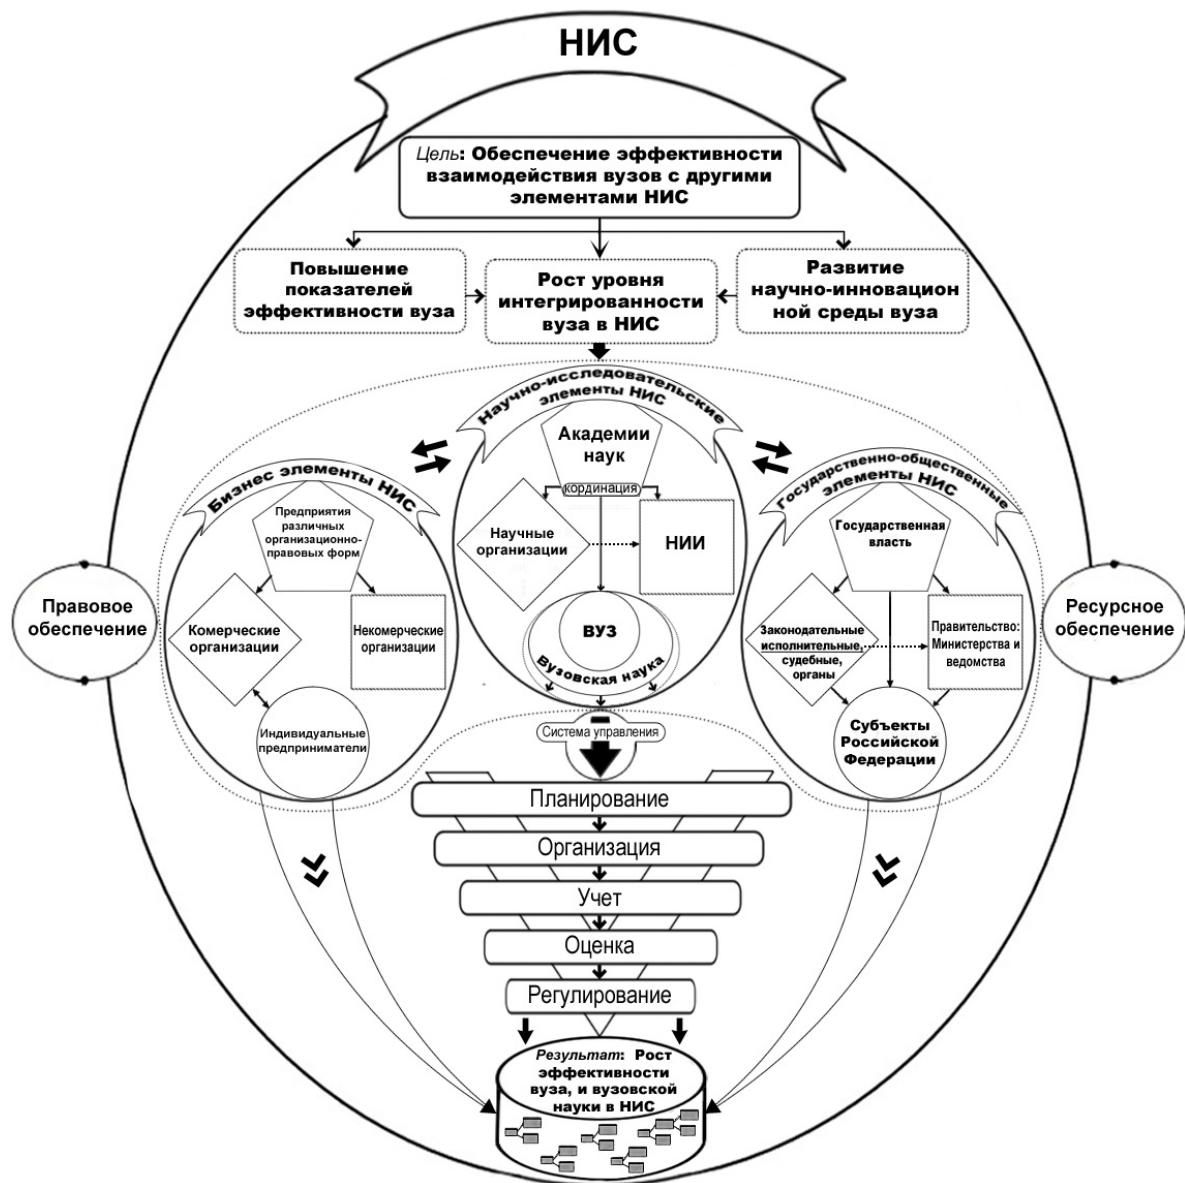 НИС
Цель: Обеспечение эффективности
взаимодействия вузов с другими
элементами НИС
Повышение
показателей
эффективности вуза
Рост уровня
интегрированности
вуза в НИС
Развитие
научно-инновацион
ной среды вуза
Научно-исследовательские
элементы НИС
Академии
наук
координация
Научные
организации
НИИ
ВУЗ
Вузовская наука
Бизнес элементы НИС
Предприятия
различных
организационно-
правовых форм
Комерческие
организации
Некомерческие
организации
Индивидуальные
предприниматели
Государственно-общественные
элементы НИС
Государственная
власть
Законодательные
исполнительные,
судебные,
органы
Правительство:
Министерства и
ведомства
Субъекты
Российской
Федерации
Правовое
обеспечение
Ресурсное
обеспечение
Система управления
Планирование
Организация
Учет
Оценка
Регулирование
Результат: Рост
эффективности
вуза, и вузовской
науки в НИС